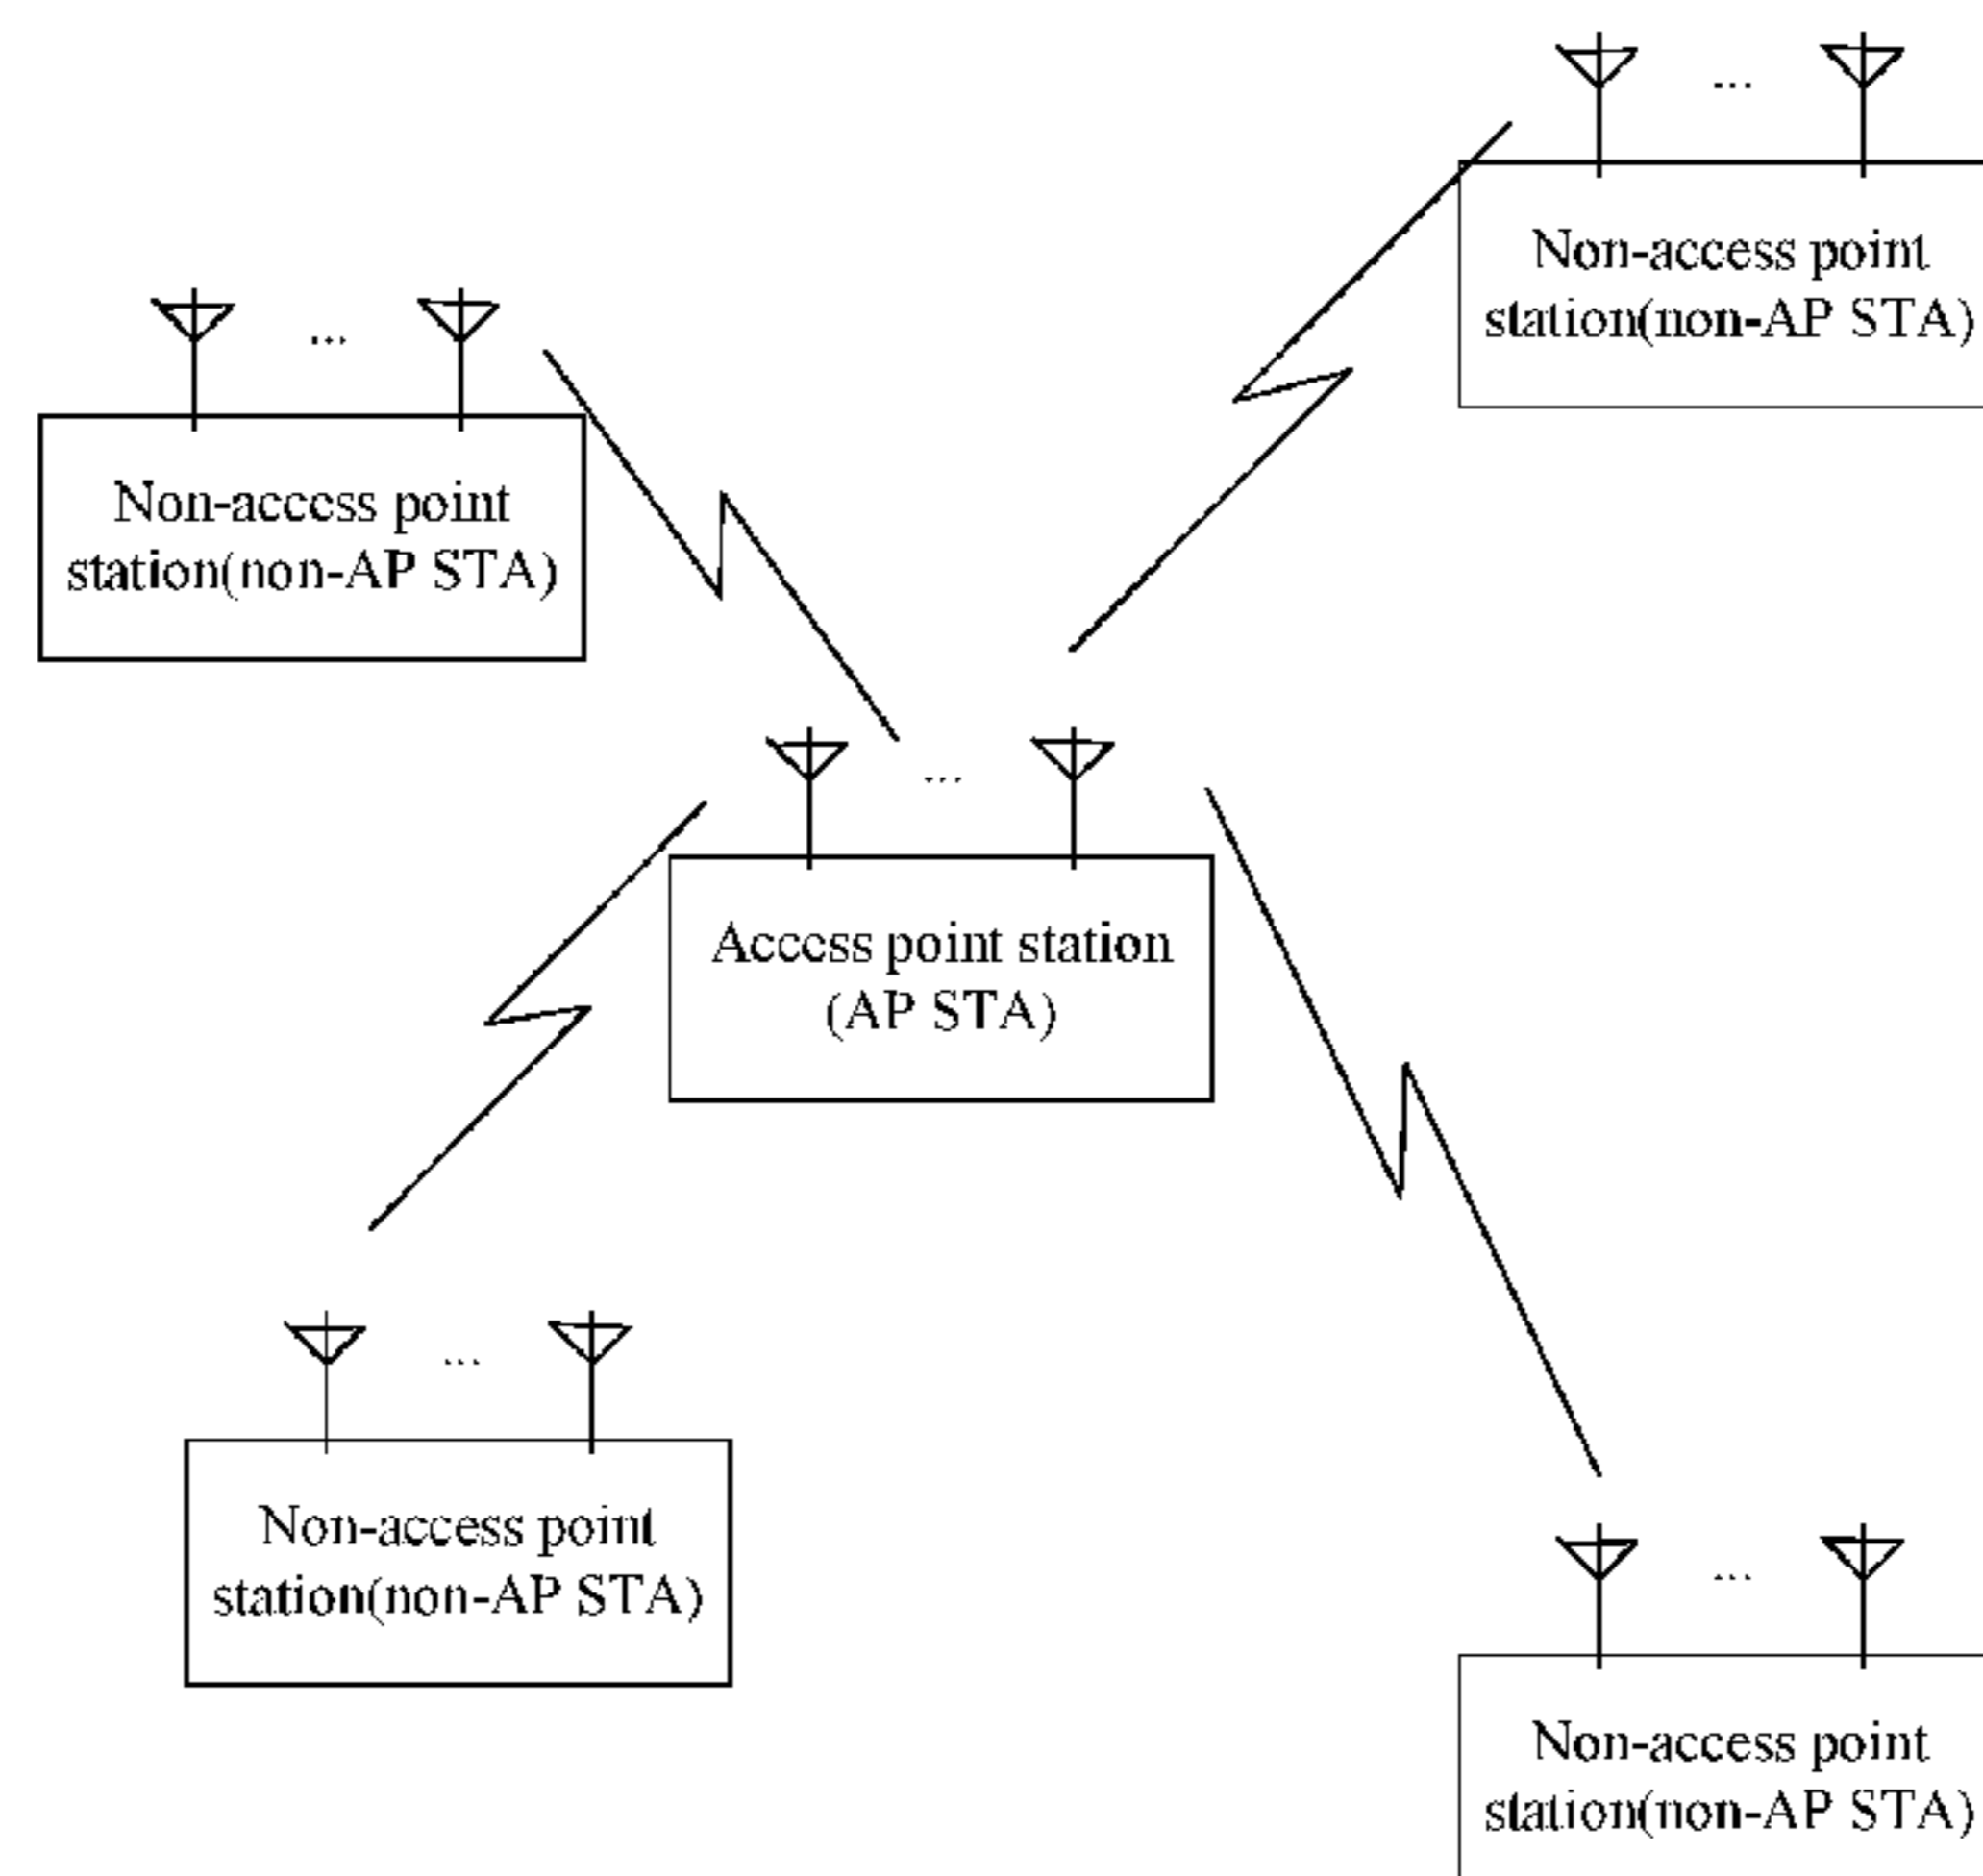 ...
Non-access point
station(non-AP STA)
...
Non-access point
station(non-AP STA)
...
Access point station
(AP STA)
...
Non-access point
station(non-AP STA)
...
Non-access point
station(non-AP STA)